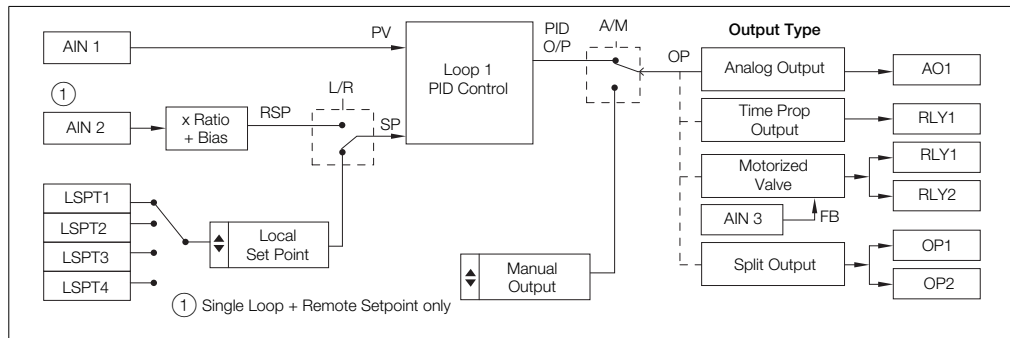 AIN 1
PV
Loop 1
PID Control
PID
O/P
A/M
OP
Output Type
Analog Output
AO1
1
AIN 2
x Ratio
+ Bias
RSP
L/R
SP
Time Prop
Output
RLY1
Motorized
Valve
RLY1
RLY2
AIN 3
FB
LSPT1
LSPT2
LSPT3
LSPT4
Local
Set Point
Manual
Output
Split Output
OP1
OP2
1 Single Loop + Remote Setpoint only